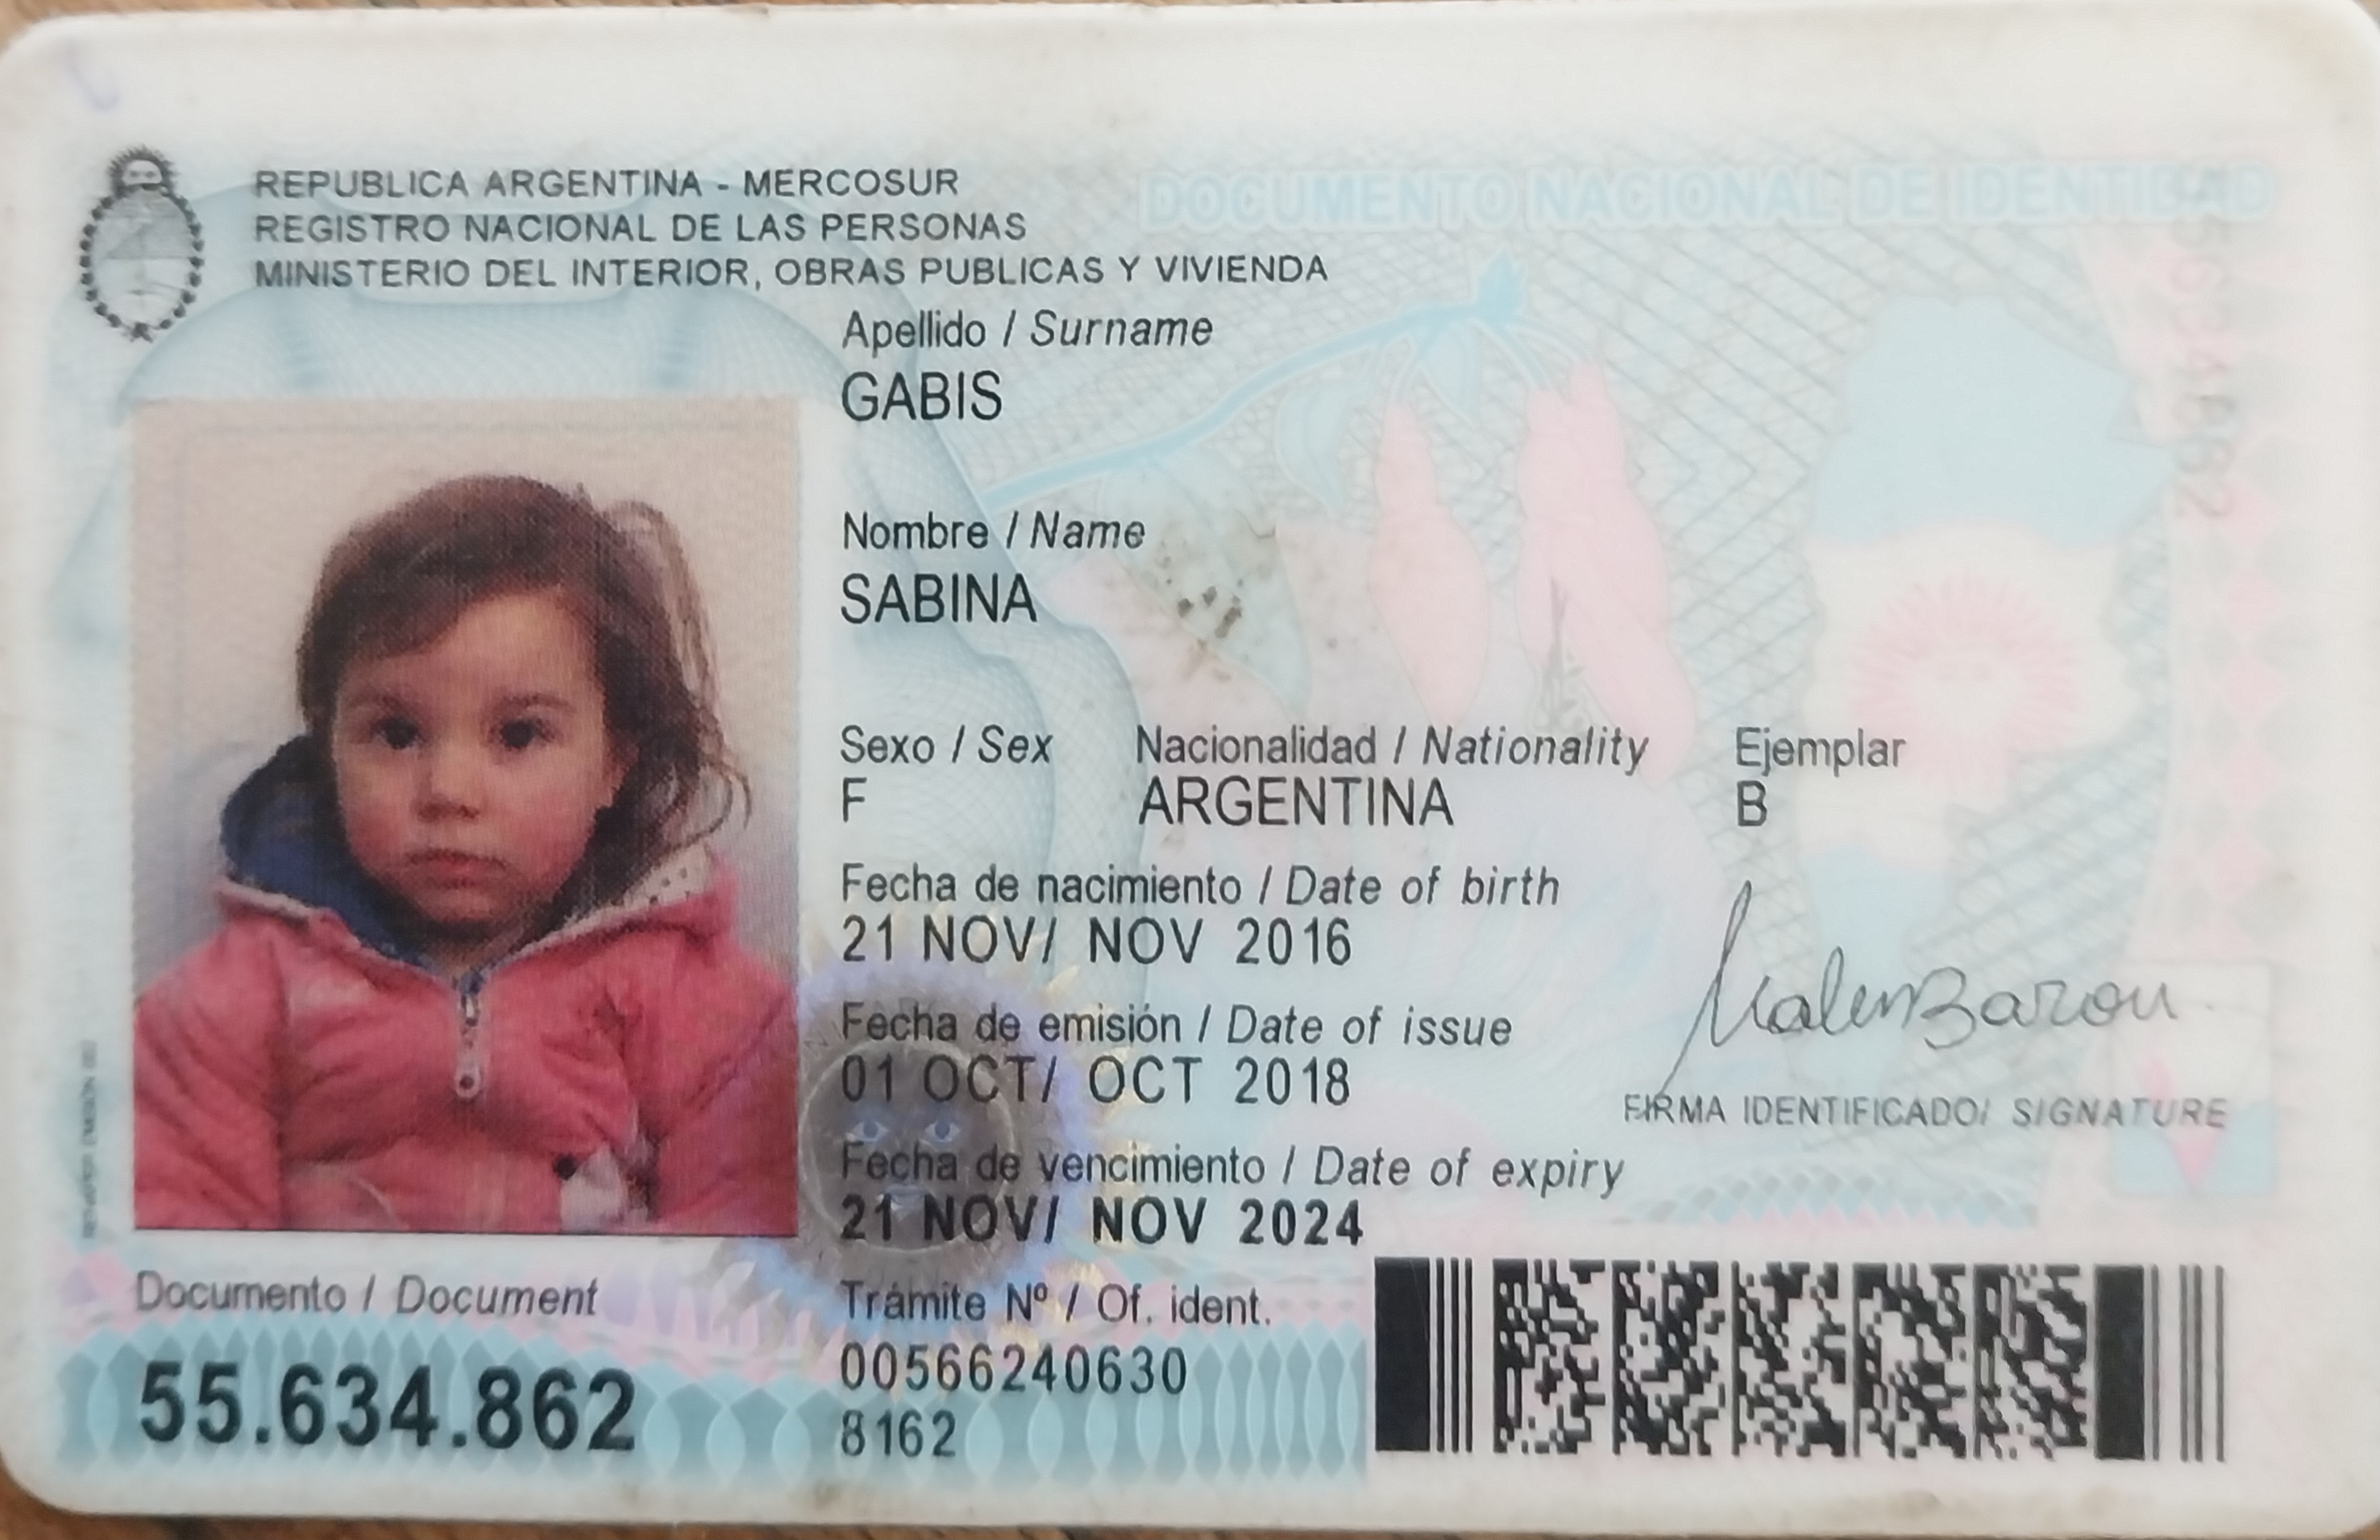 REPUBLICA ARGENTINA - MERCOSUR
REGISTRO NACIONAL DE LAS PERSONAS
MINISTERIO DEL INTERIOR, OBRAS PUBLICAS Y VIVIENDA
DOCUMENTO NACIONAL DE IDENTIDAD
Apellido / Surname
GABIS
Nombre / Name
SABINA
Sexo / Sex Nacionalidad / Nationality Ejemplar
F ARGENTINA B
Fecha de nacimiento / Date of birth
21 NOV/ NOV 2016
Fecha de emisión / Date of issue
01 OCT/ OCT 2018
FIRMA IDENTIFICADO/ SIGNATURE
Fecha de vencimiento / Date of expiry
21 NOV/ NOV 2024
Documento / Document
55.634.862
Trámite Nº / Of. ident.
00566240630
8162